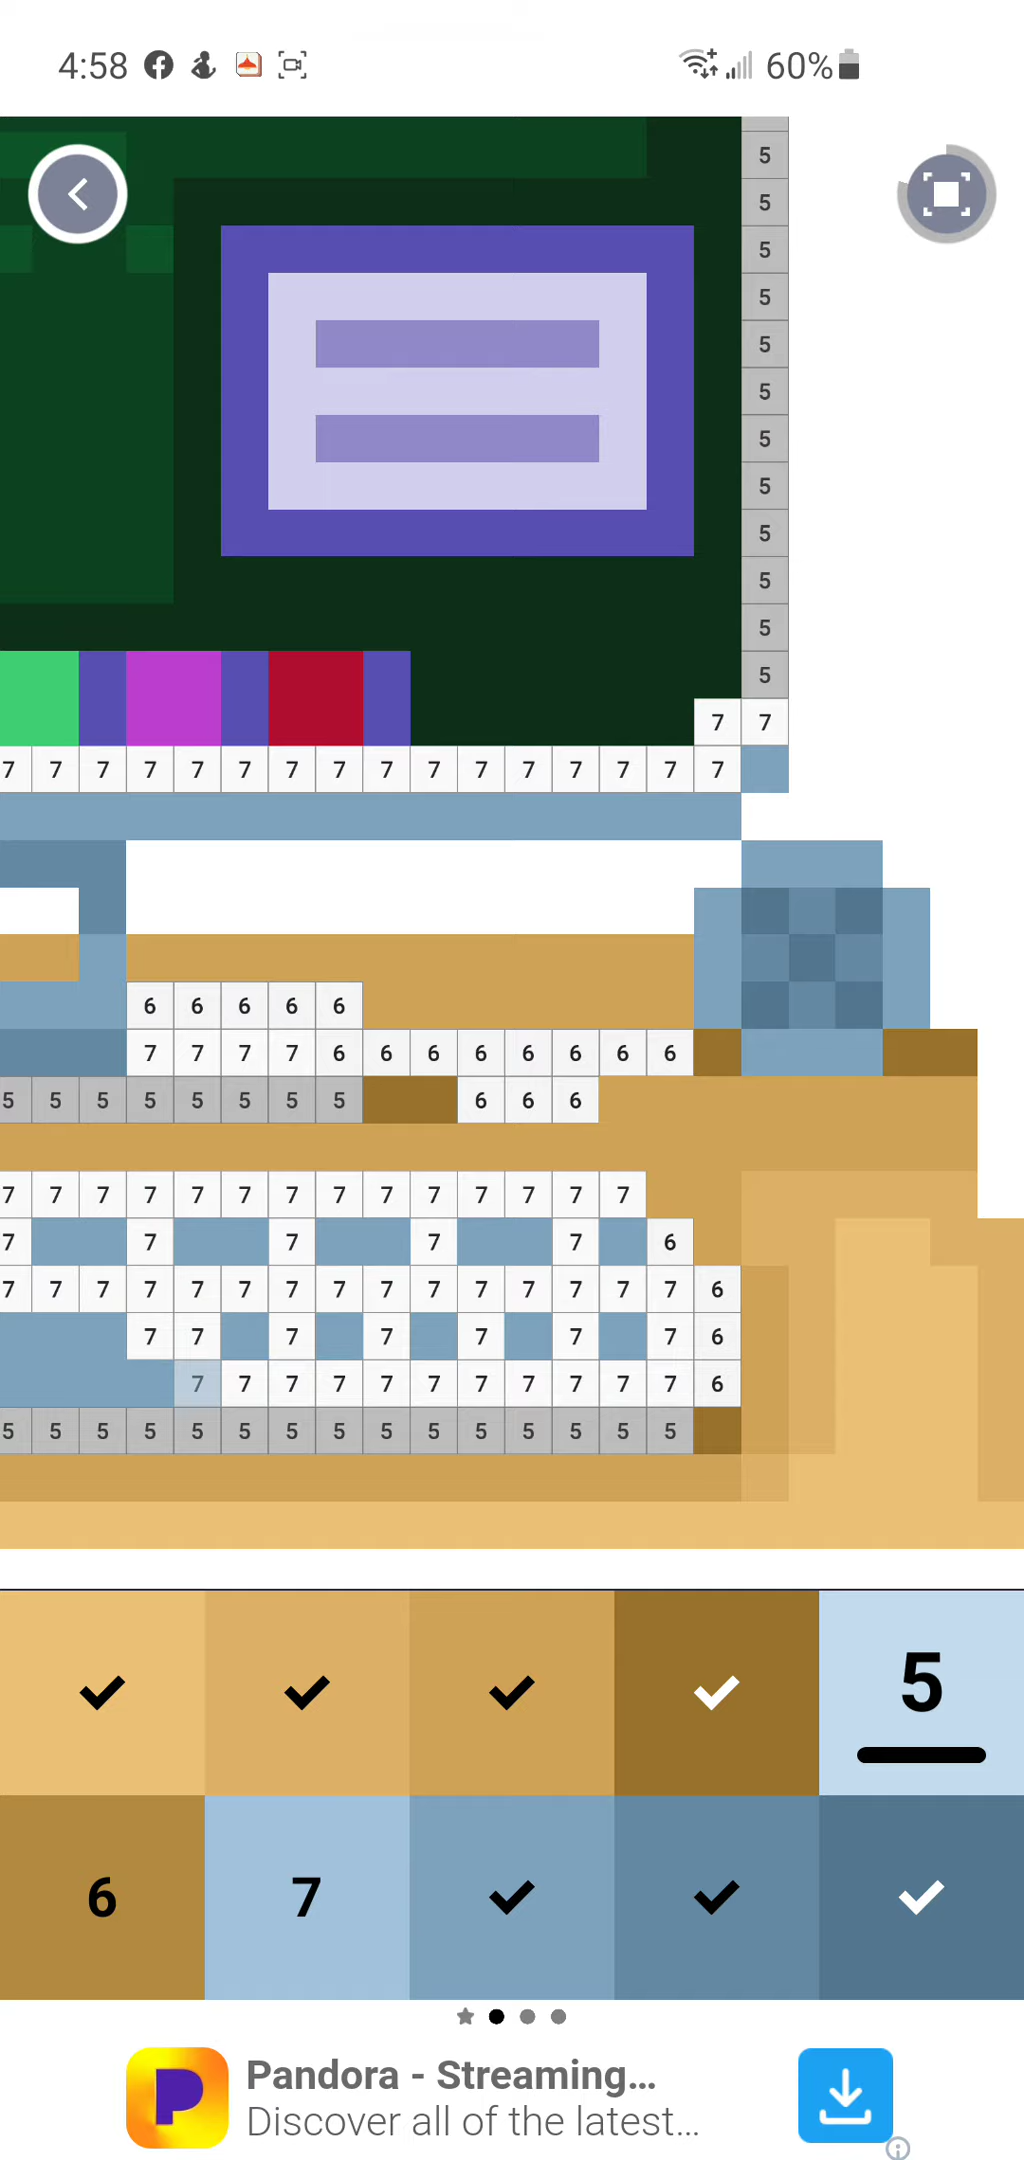 4:58 60%
5
5
5
5
5
5
5
5
5
5
5
5
7 7
7 7 7 7 7 7 7 7 7 7 7 7 7 7 7 7
6 6 6 6 6
7 7 7 7 6 6 6 6 6 6 6 6
5 5 5 5 5 5 5 5 6 6 6
7 7 7 7 7 7 7 7 7 7 7 7 7 7
7 7 7 7 7 6
7 7 7 7 7 7 7 7 7 7 7 7 7 7 7 6
7 7 7 7 7 7 7 6
7 7 7 7 7 7 7 7 7 7 7 6
5 5 5 5 5 5 5 5 5 5 5 5 5 5 5
5
6 7
Pandora - Streaming...
Discover all of the latest...